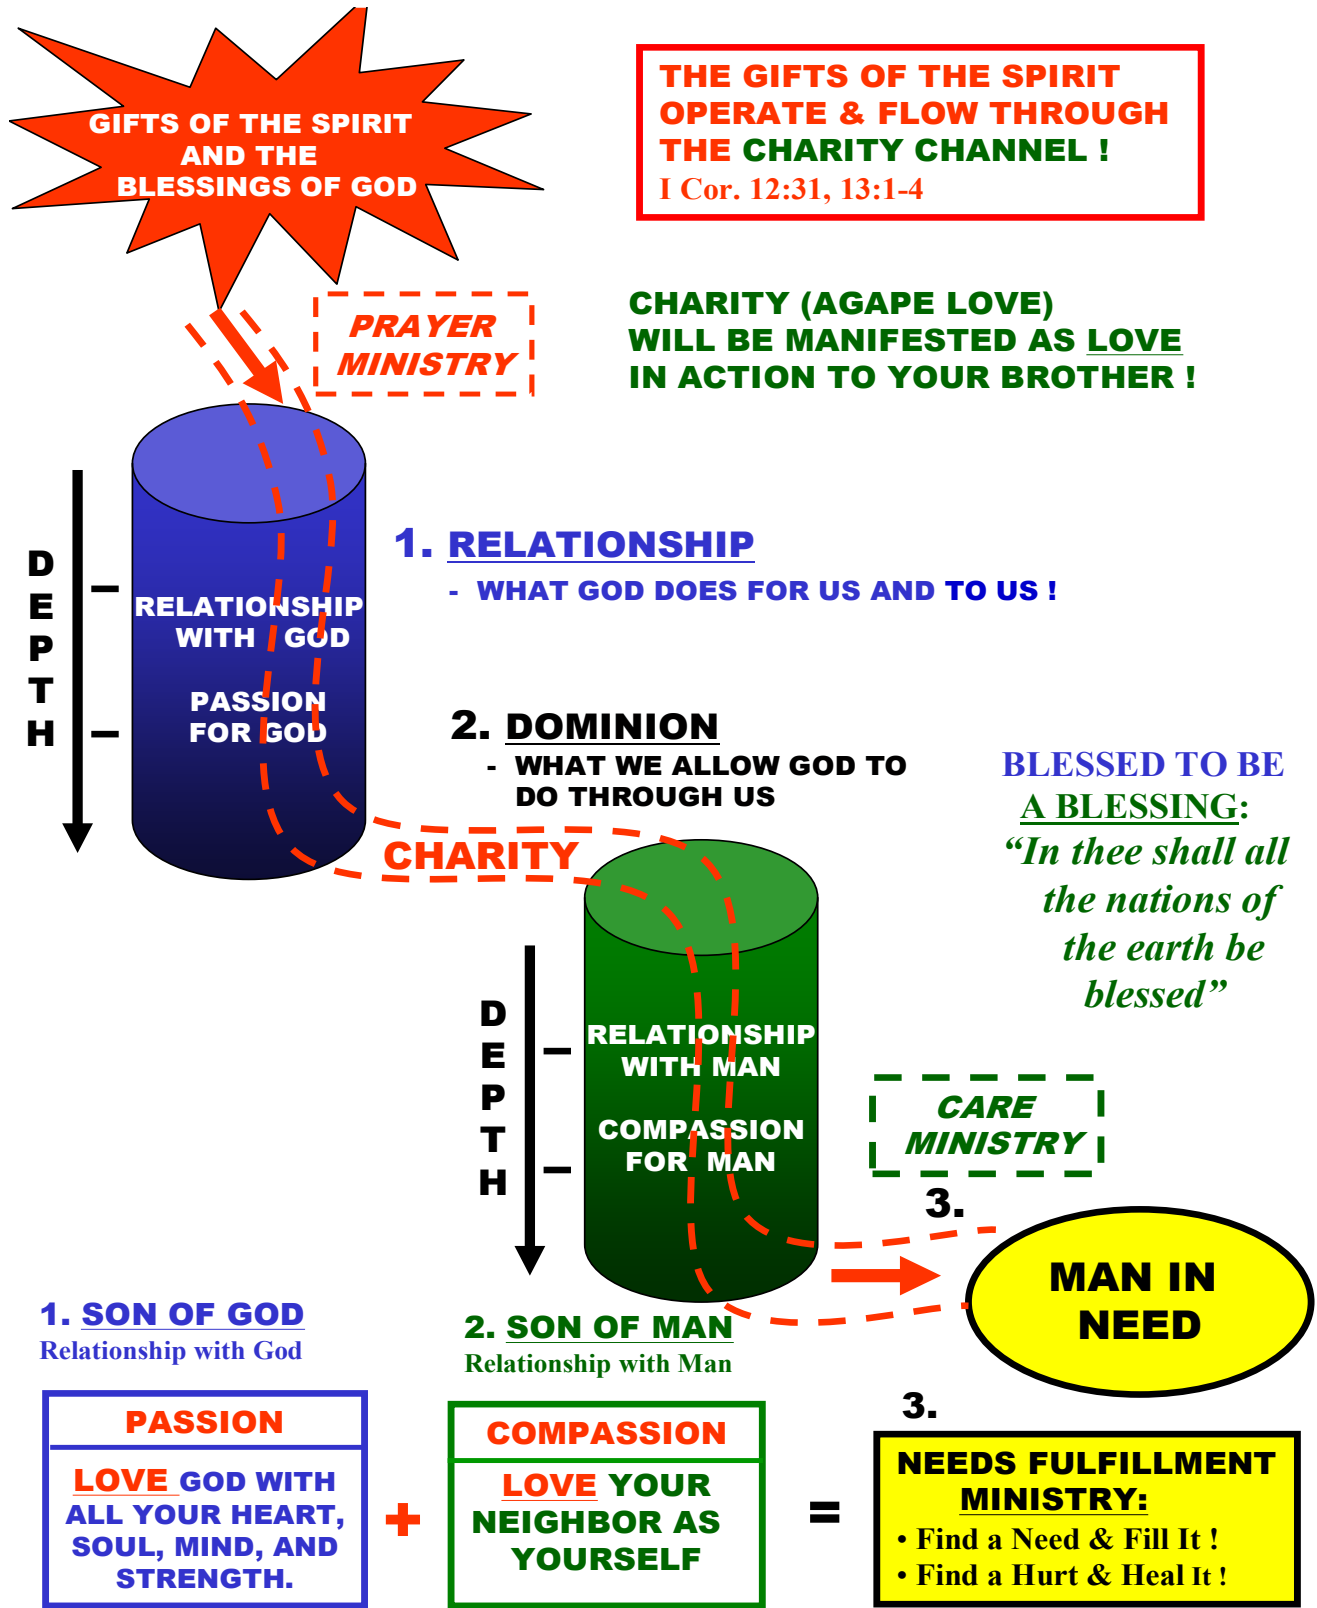 GIFTS OF THE SPIRIT
AND THE
BLESSINGS OF GOD
THE GIFTS OF THE SPIRIT
OPERATE & FLOW THROUGH
THE CHARITY CHANNEL !
I Cor. 12:31, 13:1-4
PRAYER
MINISTRY
CHARITY (AGAPE LOVE)
WILL BE MANIFESTED AS LOVE
IN ACTION TO YOUR BROTHER !
D
E
P
T
H
RELATIONSHIP
WITH GOD
PASSION
FOR GOD
1. RELATIONSHIP
- WHAT GOD DOES FOR US AND TO US !
2. DOMINION
- WHAT WE ALLOW GOD TO
DO THROUGH US
BLESSED TO BE
A BLESSING:
“In thee shall all
the nations of
the earth be
blessed”
CHARITY
D
E
P
T
H
RELATIONSHIP
WITH MAN
COMPASSION
FOR MAN
CARE
MINISTRY
3.
MAN IN
NEED
1. SON OF GOD
Relationship with God
2. SON OF MAN
Relationship with Man
PASSION
LOVE GOD WITH
ALL YOUR HEART,
SOUL, MIND, AND
STRENGTH.
+
COMPASSION
LOVE YOUR
NEIGHBOR AS
YOURSELF
=
3.
NEEDS FULFILLMENT
MINISTRY:
• Find a Need & Fill It !
• Find a Hurt & Heal It !